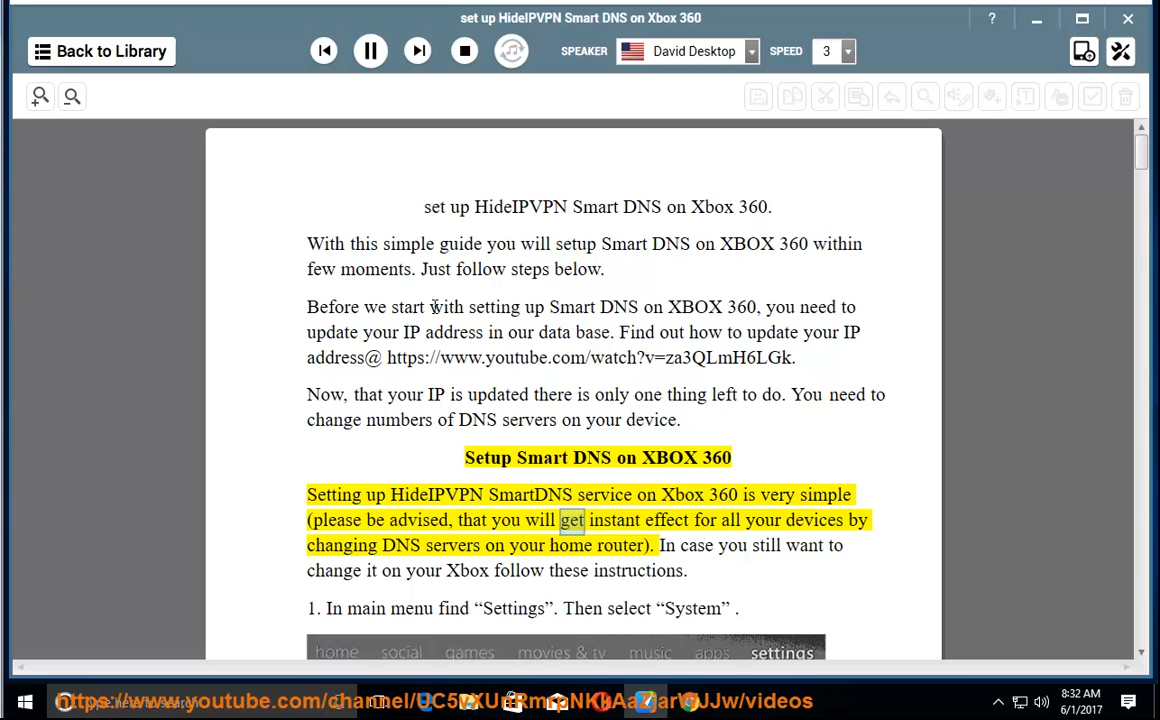 set up HideIPVPN Smart DNS on Xbox 360
Back to Library
SPEAKER
David Desktop
SPEED
3
set up HideIPVPN Smart DNS on Xbox 360.
With this simple guide you will setup Smart DNS on XBOX 360 within
few moments. Just follow steps below.
Before we start with setting up Smart DNS on XBOX 360, you need to
update your IP address in our data base. Find out how to update your IP
address@ https://www.youtube.com/watch?v=za3QLmH6LGk.
Now, that your IP is updated there is only one thing left to do. You need to
change numbers of DNS servers on your device.
Setup Smart DNS on XBOX 360
Setting up HideIPVPN SmartDNS service on Xbox 360 is very simple
(please be advised, that you will get instant effect for all your devices by
changing DNS servers on your home router). In case you still want to
change it on your Xbox follow these instructions.
1. In main menu find “Settings”. Then select “System” .
home social games movies & tv music apps settings
8:32 AM
6/1/2017